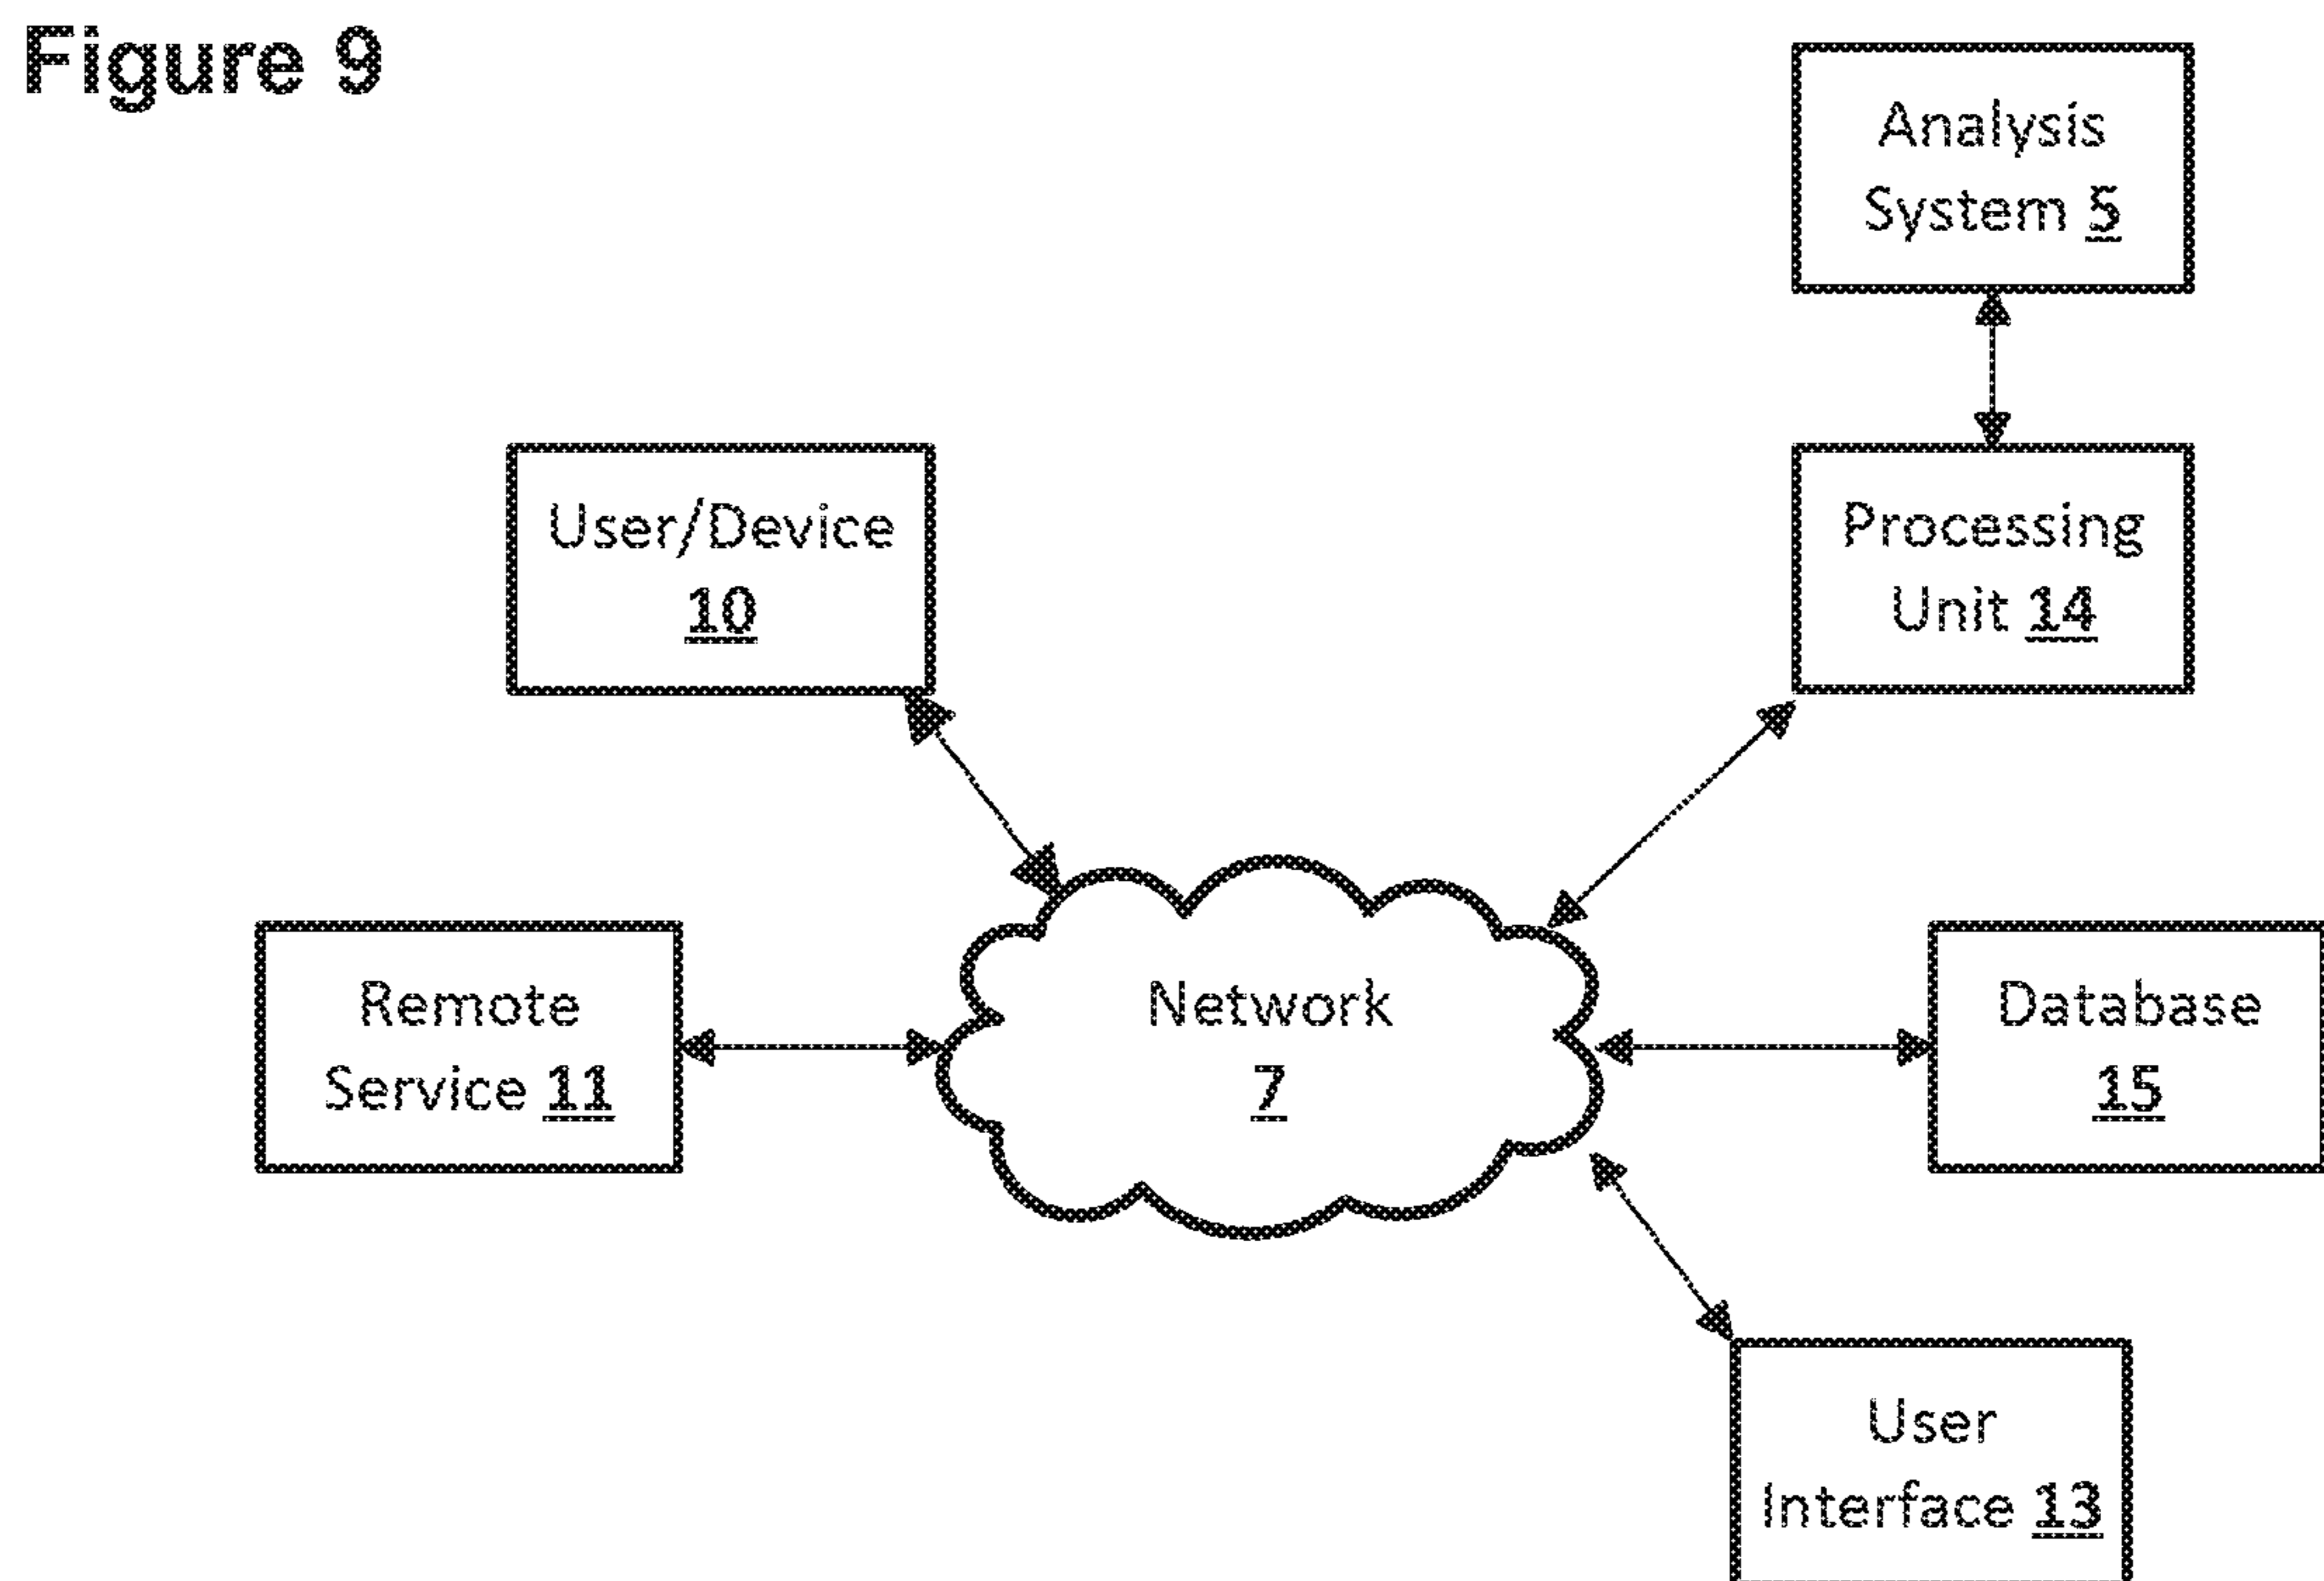 Figure 9
Analysis
System 5
User/Device
10
Processing
Unit 14
Remote
Service 11
Network
7
Database
15
User
Interface 13